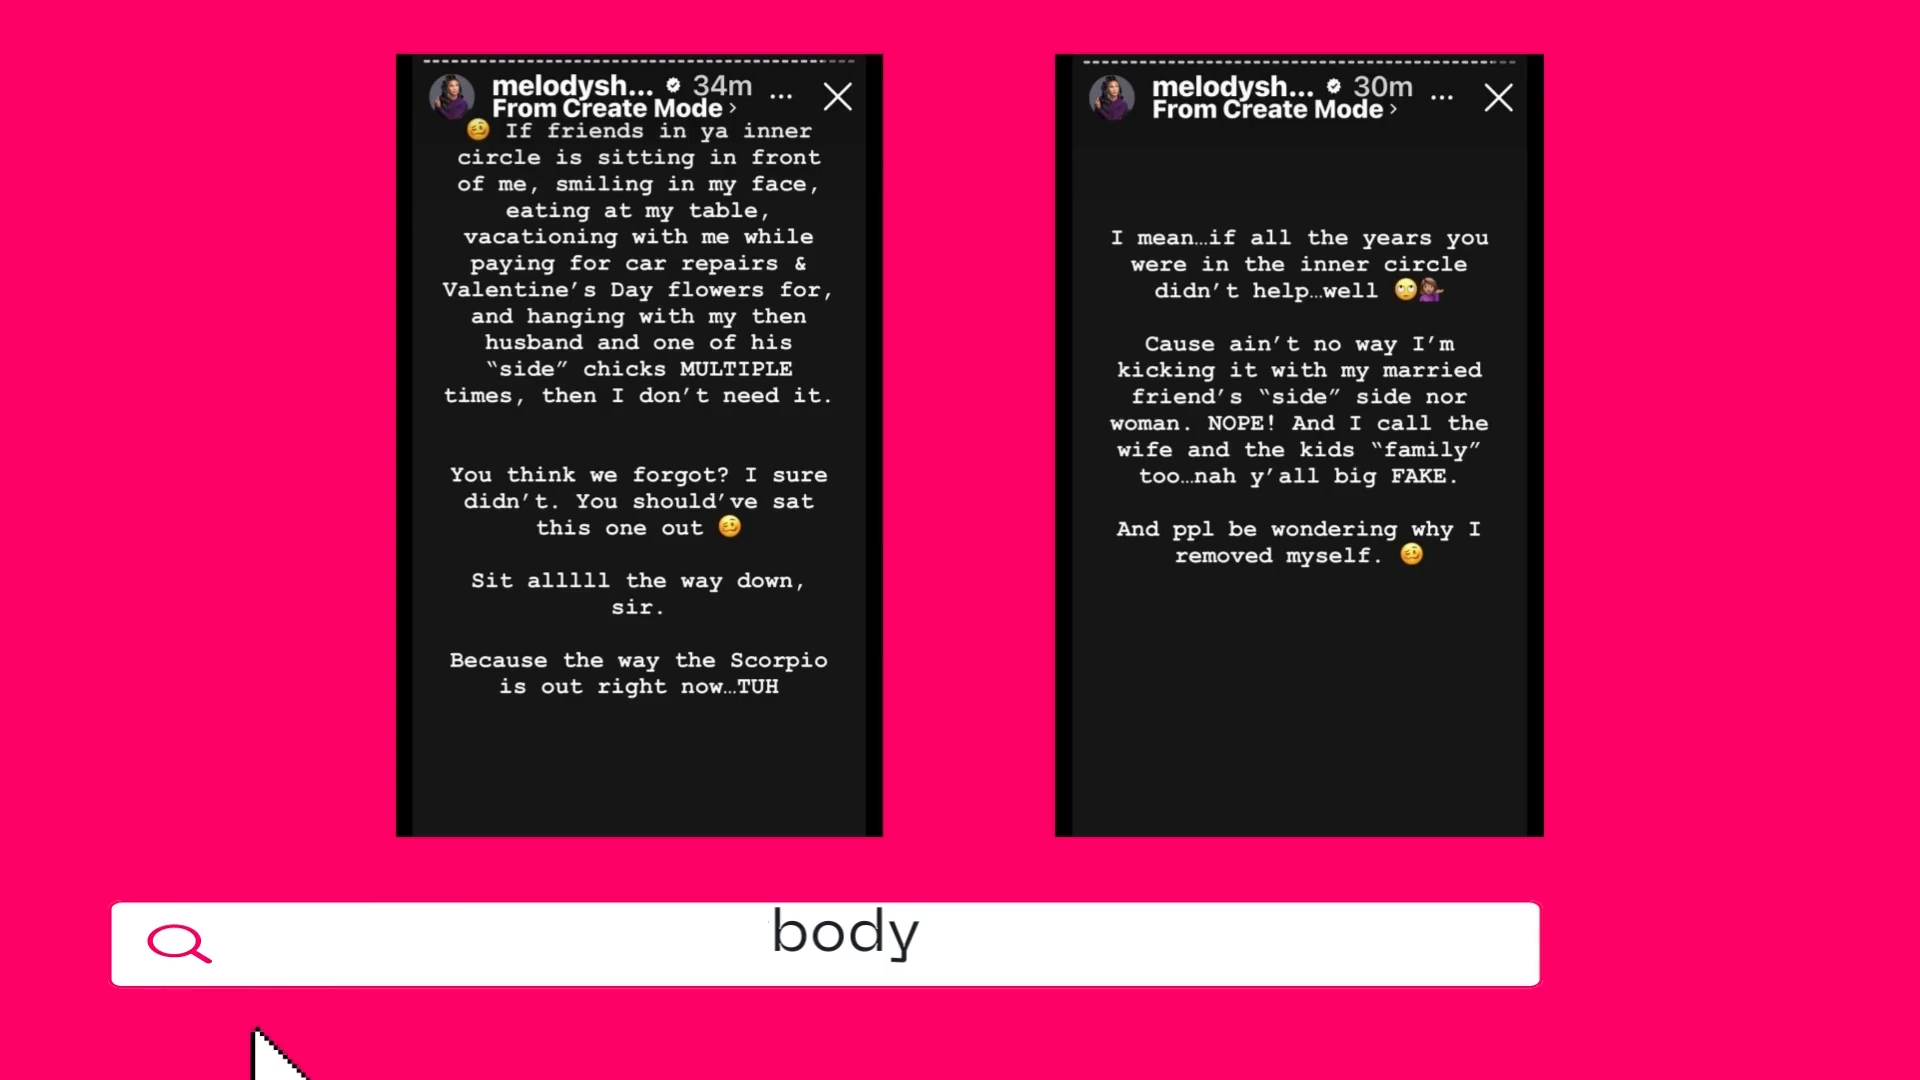 melodysh... 34m ...
From Create Mode ›
🥴 If friends in ya inner
circle is sitting in front
of me, smiling in my face,
eating at my table,
vacationing with me while
paying for car repairs &
Valentine’s Day flowers for,
and hanging with my then
husband and one of his
“side” chicks MULTIPLE
times, then I don’t need it.
You think we forgot? I sure
didn’t. You should’ve sat
this one out 🥴
Sit alllll the way down,
sir.
Because the way the Scorpio
is out right now…TUH
melodysh... 30m ...
From Create Mode ›
I mean…if all the years you
were in the inner circle
didn’t help…well 🙄💁🏽‍♀️
Cause ain’t no way I’m
kicking it with my married
friend’s “side” side nor
woman. NOPE! And I call the
wife and the kids “family”
too…nah y’all big FAKE.
And ppl be wondering why I
removed myself. 🥴
body